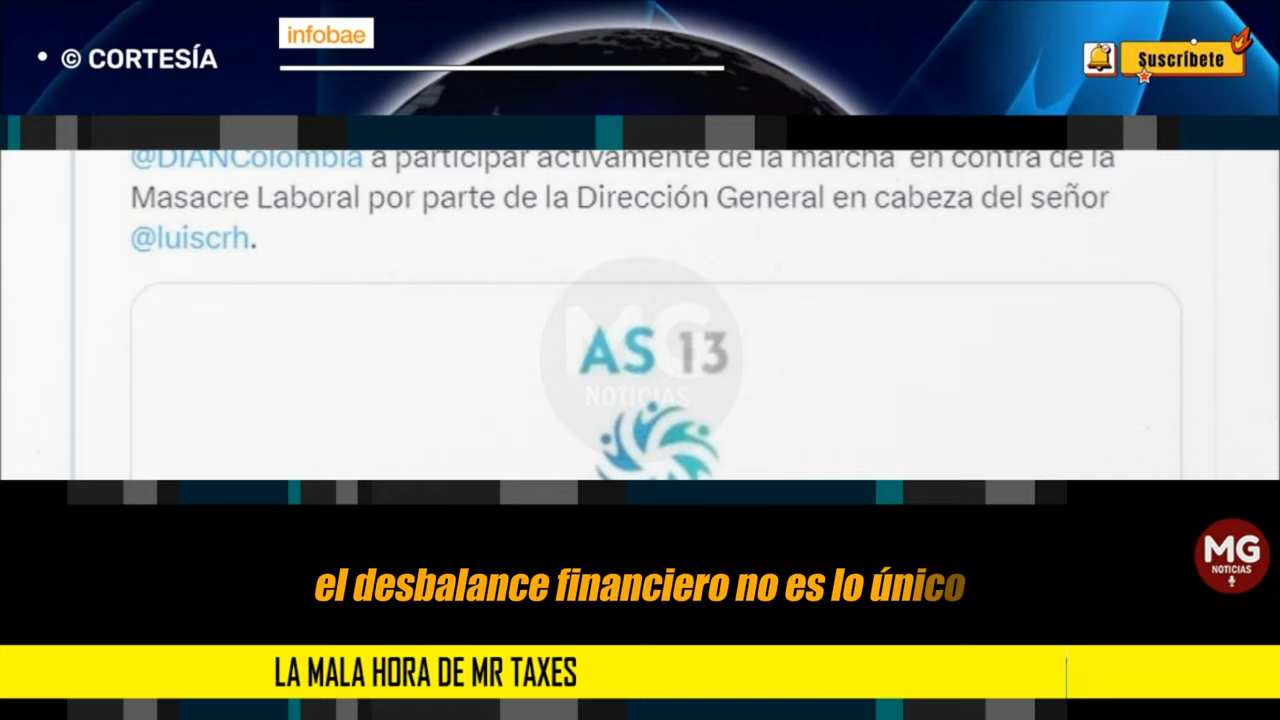 infobae
• © CORTESÍA
Suscríbete
@DIANColombia a participar activamente de la marcha en contra de la
Masacre Laboral por parte de la Dirección General en cabeza del señor
@luiscrh.
AS 13
MG
NOTICIAS
el desbalance financiero no es lo único
MG
NOTICIAS
LA MALA HORA DE MR TAXES